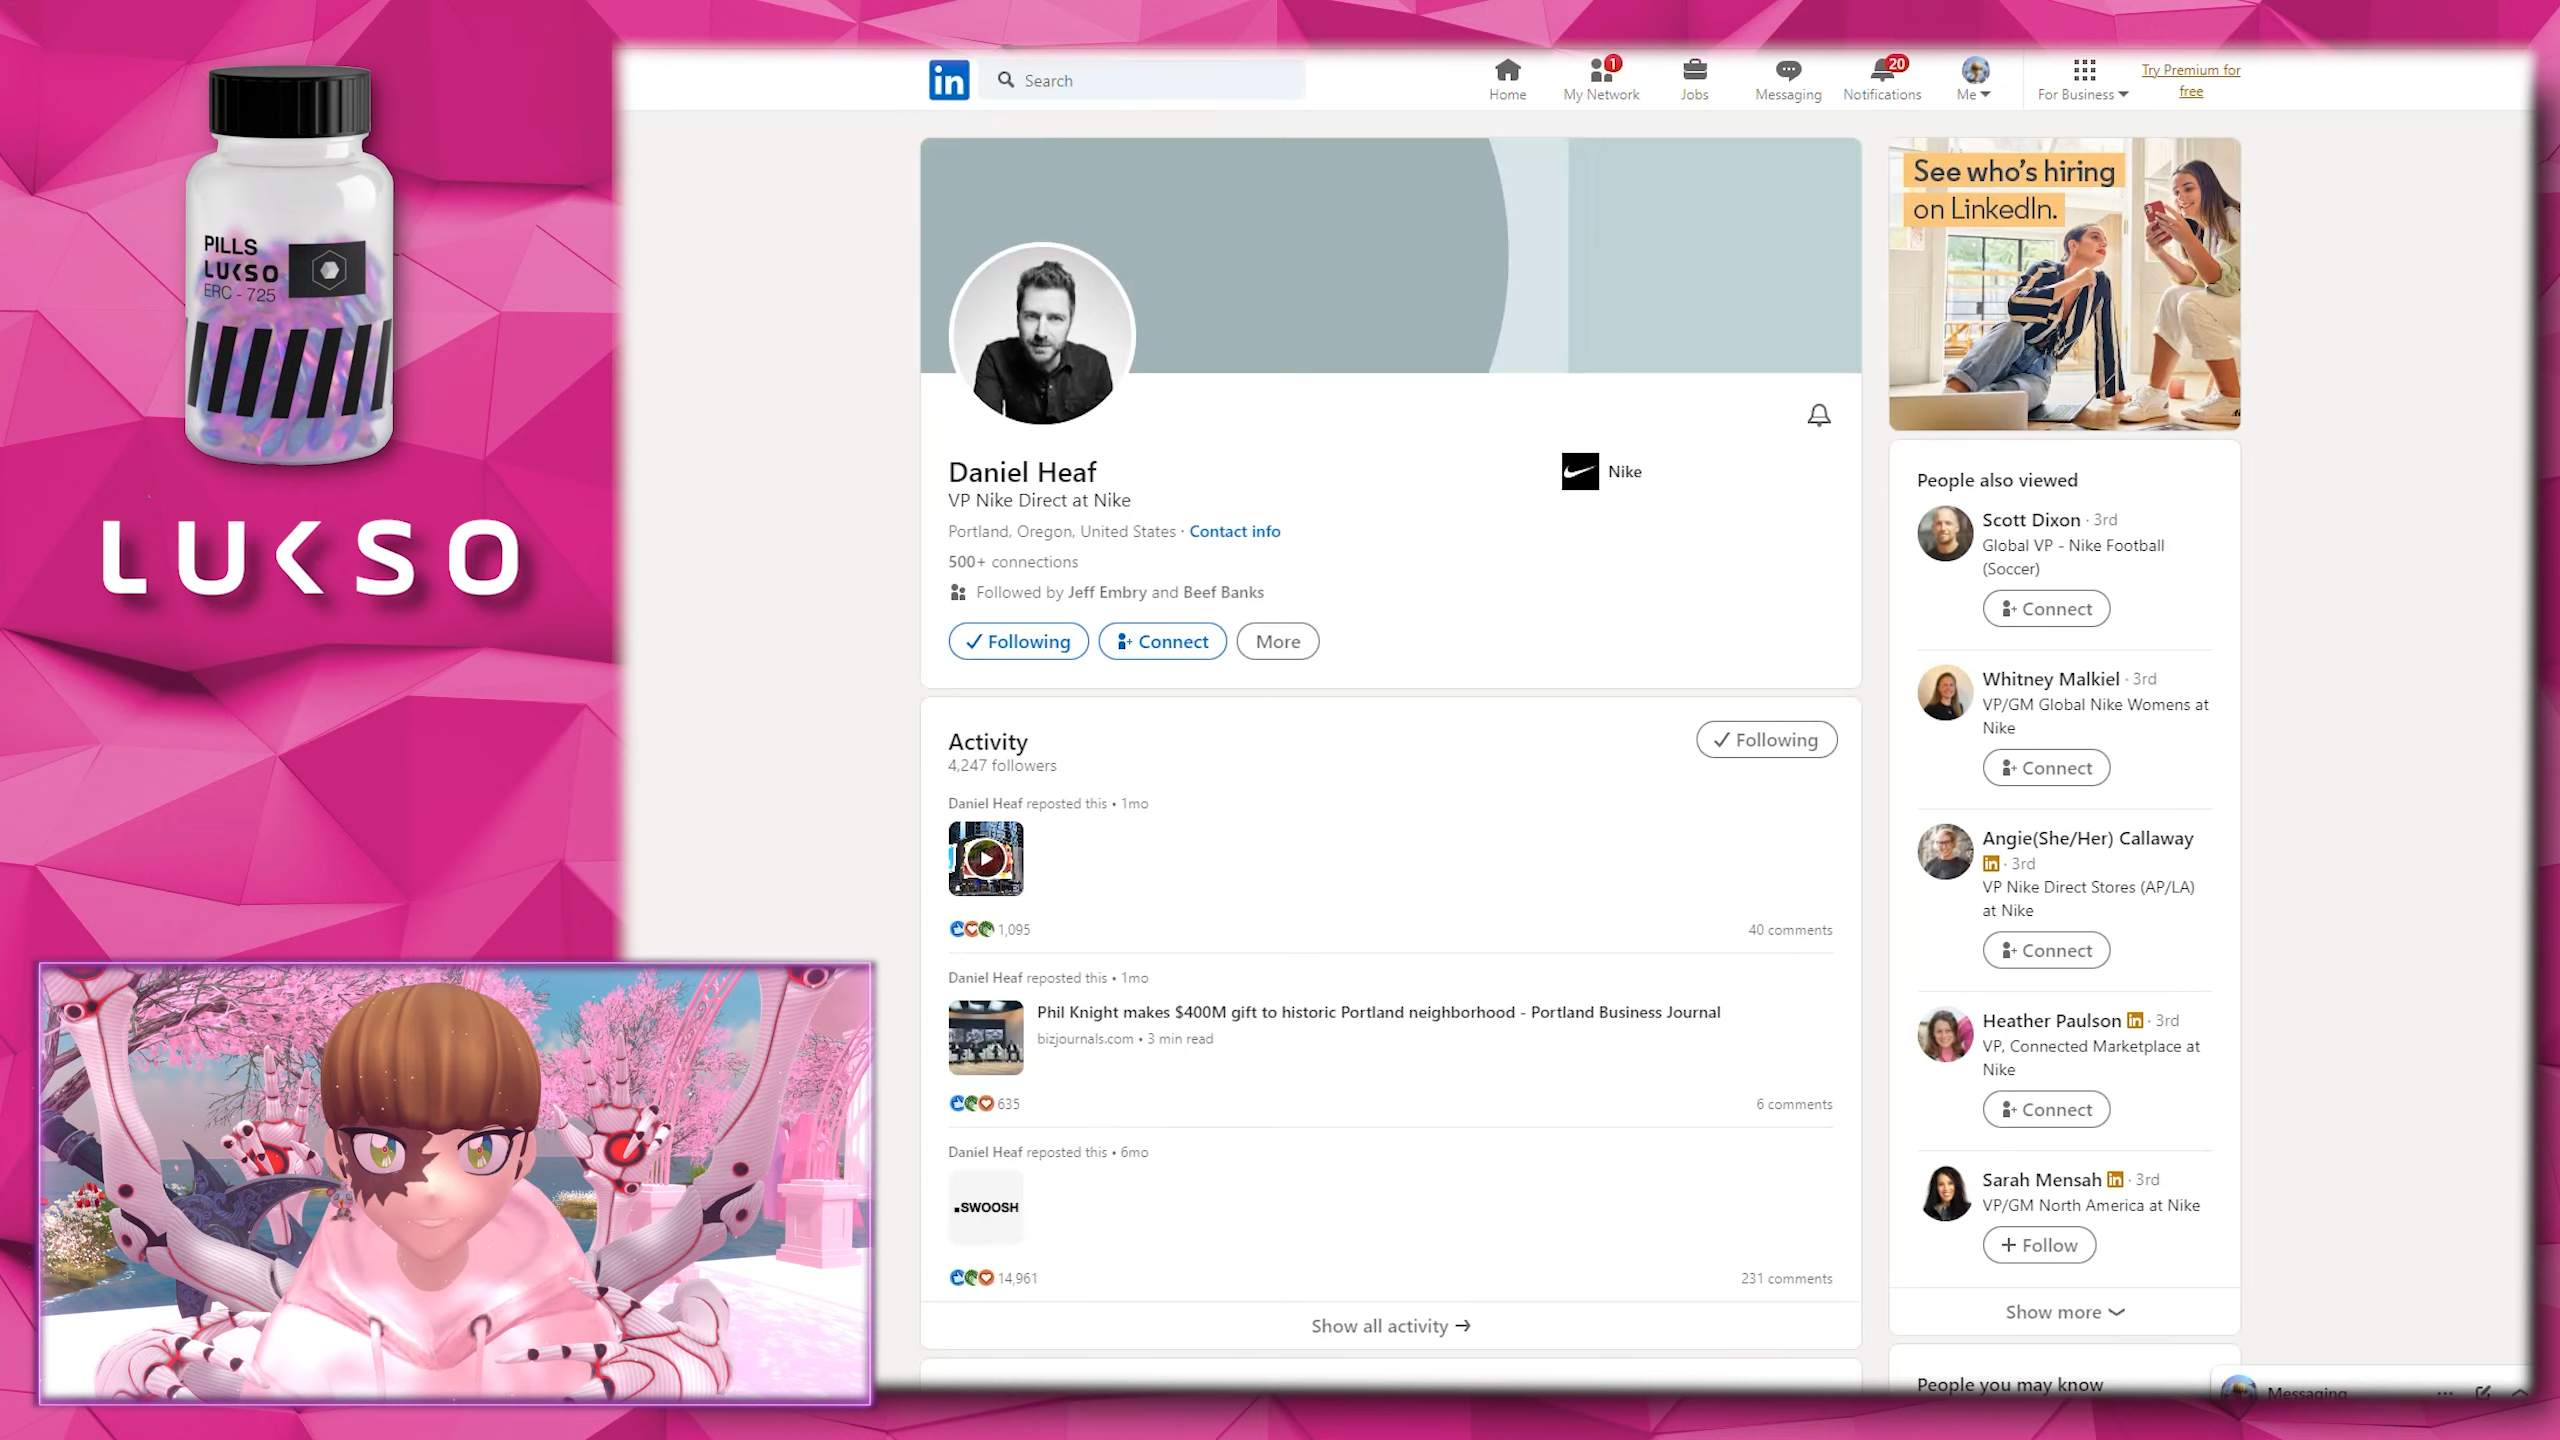 PILLS
LUKSO
ERC - 725
LUKSO
in
Search
Home
1
My Network
Jobs
Messaging
20
Notifications
Me
For Business
Try Premium for
free
Daniel Heaf
VP Nike Direct at Nike
Portland, Oregon, United States · Contact info
500+ connections
Followed by Jeff Embry and Beef Banks
Following
Connect
More
Nike
Activity
4,247 followers
Following
Daniel Heaf reposted this • 1mo
1,095
40 comments
Daniel Heaf reposted this • 1mo
Phil Knight makes $400M gift to historic Portland neighborhood - Portland Business Journal
bizjournals.com • 3 min read
635
6 comments
Daniel Heaf reposted this • 6mo
.SWOOSH
14,961
231 comments
Show all activity →
See who's hiring
on LinkedIn.
People also viewed
Scott Dixon · 3rd
Global VP - Nike Football
(Soccer)
Connect
Whitney Malkiel · 3rd
VP/GM Global Nike Womens at
Nike
Connect
Angie(She/Her) Callaway
in · 3rd
VP Nike Direct Stores (AP/LA)
at Nike
Connect
Heather Paulson in · 3rd
VP, Connected Marketplace at
Nike
Connect
Sarah Mensah in · 3rd
VP/GM North America at Nike
+ Follow
Show more
People you may know
Messaging